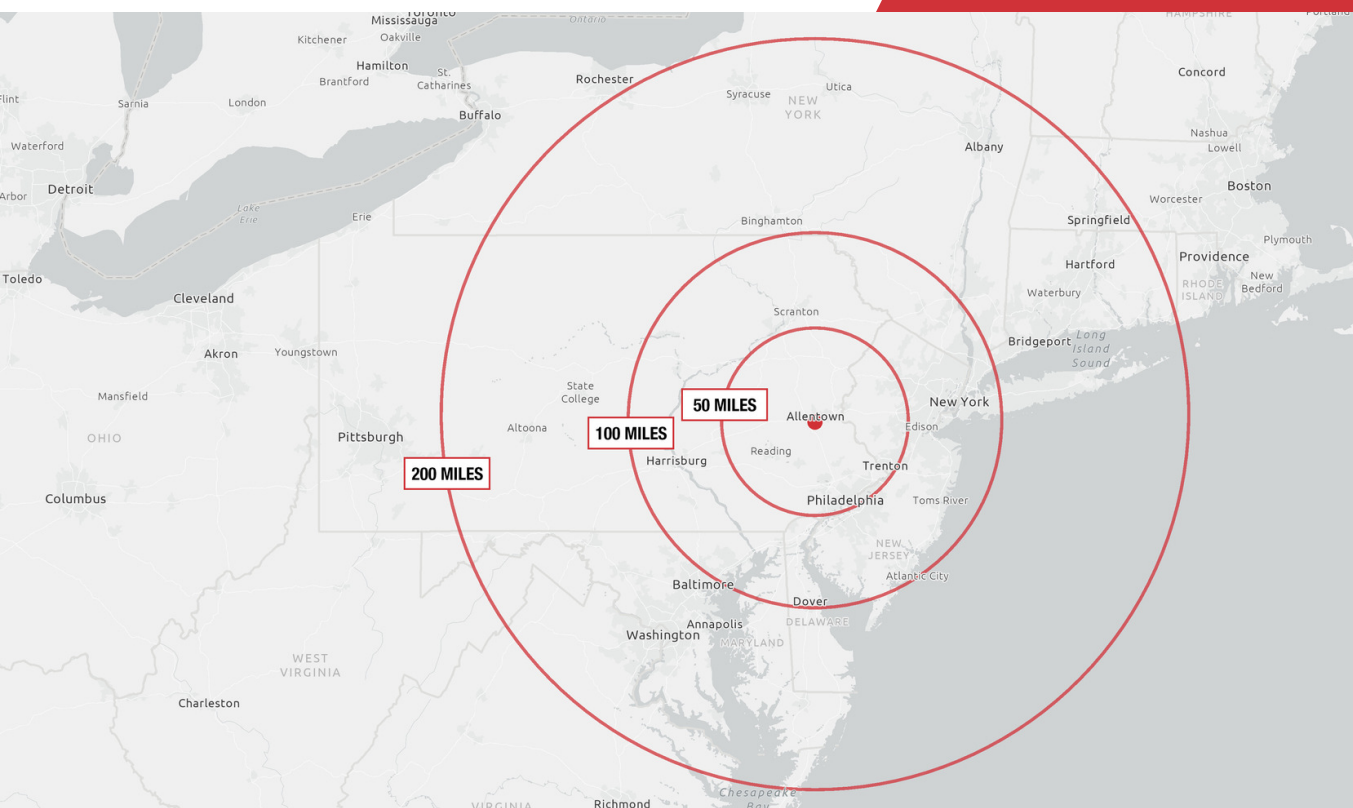 Toronto
Mississauga
Ontario
HAMPSHIRE
Portland
Kitchener
Oakville
Hamilton
Brantford
St.
Catharines
Rochester
Syracuse
Utica
NEW
YORK
Concord
Flint
Sarnia
London
Buffalo
Nashua
Lowell
Waterford
Albany
Detroit
Arbor
Boston
Worcester
Lake
Erie
Erie
Binghamton
Springfield
Plymouth
Providence
Hartford
Toledo
New
Bedford
RHODE
ISLAND
Waterbury
Cleveland
Scranton
Bridgeport
Long
Island
Sound
Akron
Youngstown
State
College
Mansfield
50 MILES
New York
Allentown
Edison
Altoona
100 MILES
Pittsburgh
OHIO
Reading
Harrisburg
Trenton
200 MILES
Columbus
Philadelphia
Toms River
NEW
JERSEY
Atlantic City
Baltimore
Dover
DELAWARE
Annapolis
Washington
MARYLAND
WEST
VIRGINIA
Charleston
Chesapeake
Bay
VIRGINIA
Richmond